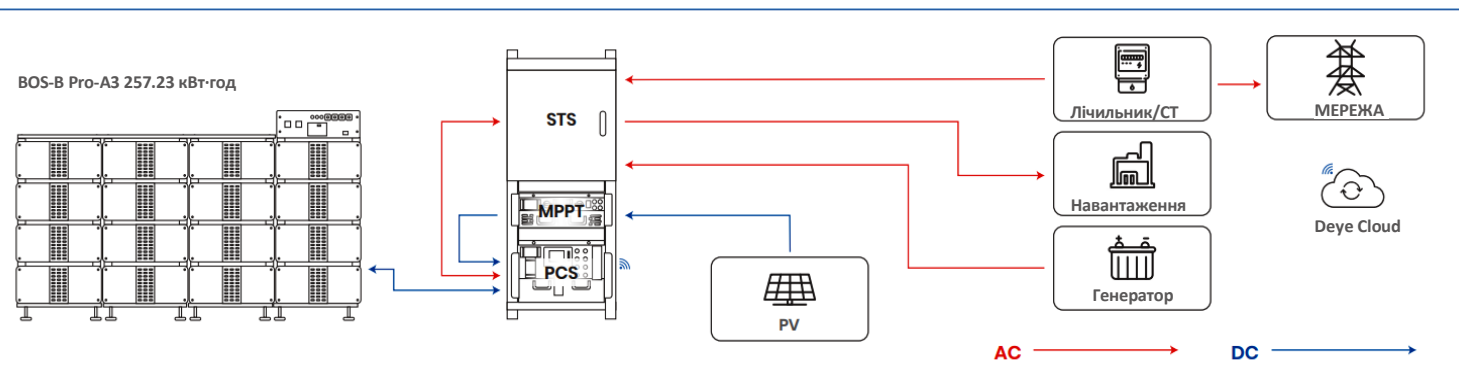 BOS-B Pro-A3 257.23 кВт·год
STS
MPPT
PCS
PV
Лічильник/СТ
МЕРЕЖА
Навантаження
Deye Cloud
Генератор
AC
DC